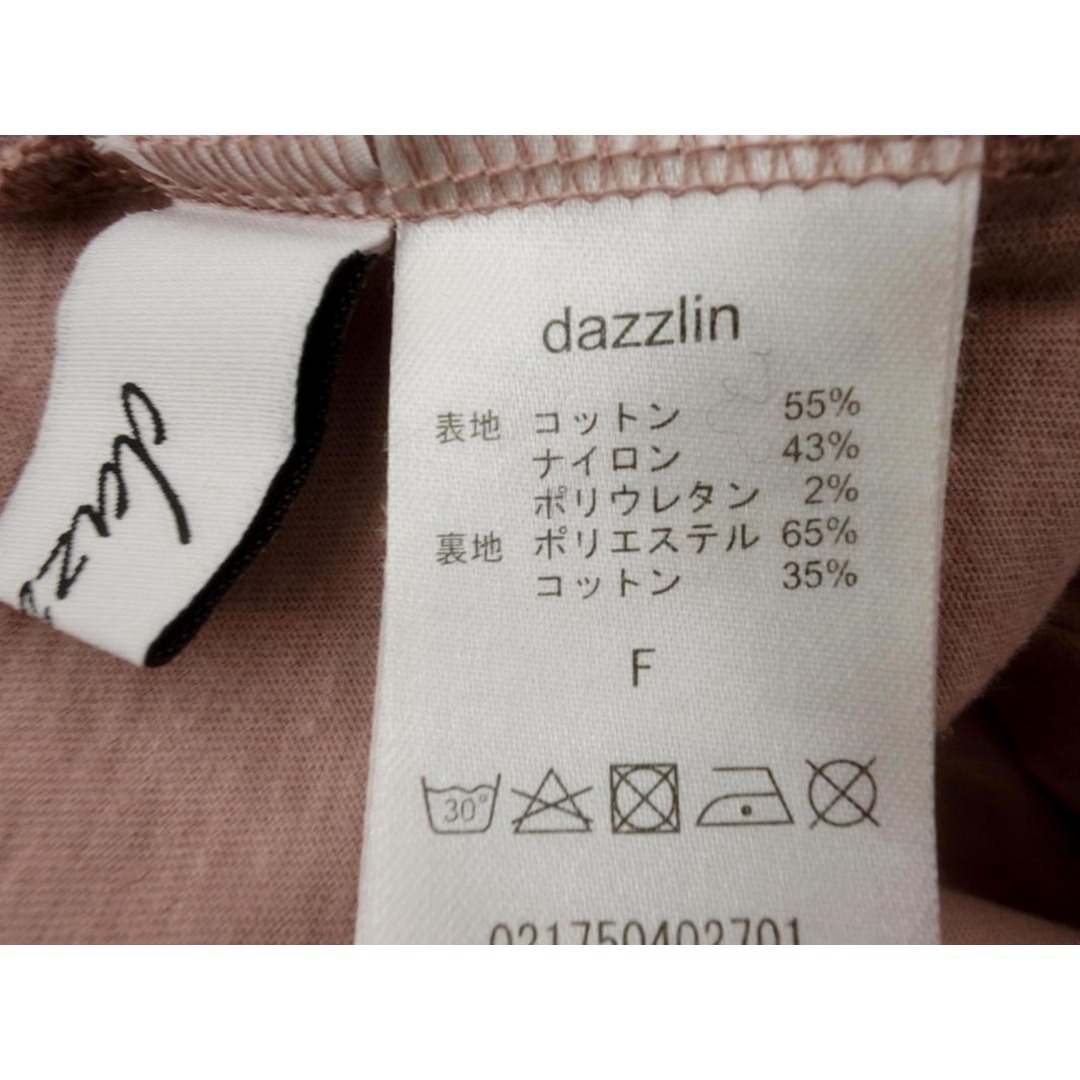 dazzlin
表地 コットン 55%
ナイロン 43%
ポリウレタン 2%
裏地 ポリエステル 65%
コットン 35%
F
30°
021750402701